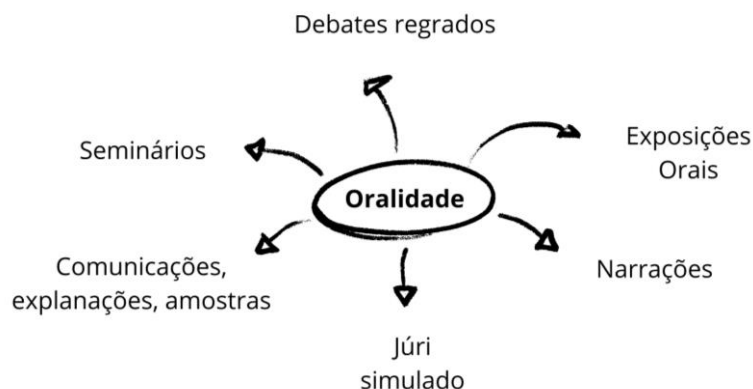 Debates regrados
Seminários
Exposições
Orais
Oralidade
Comunicações,
explanações, amostras
Narrações
Júri
simulado